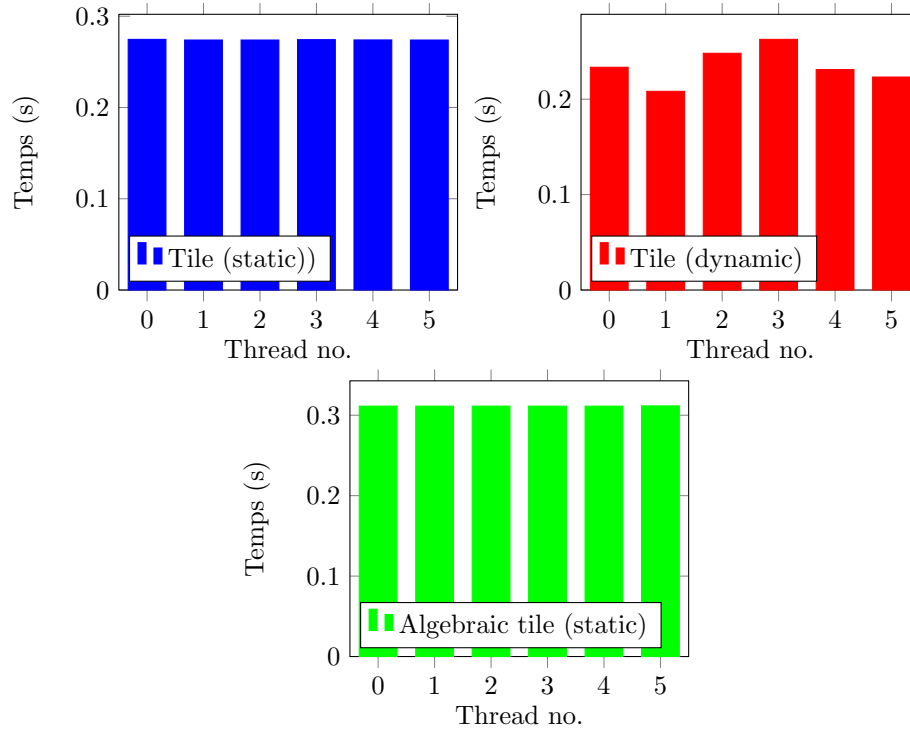 0.3
0.2
0.1
0
Temps (s)
Tile (static))
0 1 2 3 4 5
Thread no.
0.2
0.1
0
Temps (s)
Tile (dynamic)
0 1 2 3 4 5
Thread no.
0.3
0.2
0.1
0
Temps (s)
Algebraic tile (static)
0 1 2 3 4 5
Thread no.